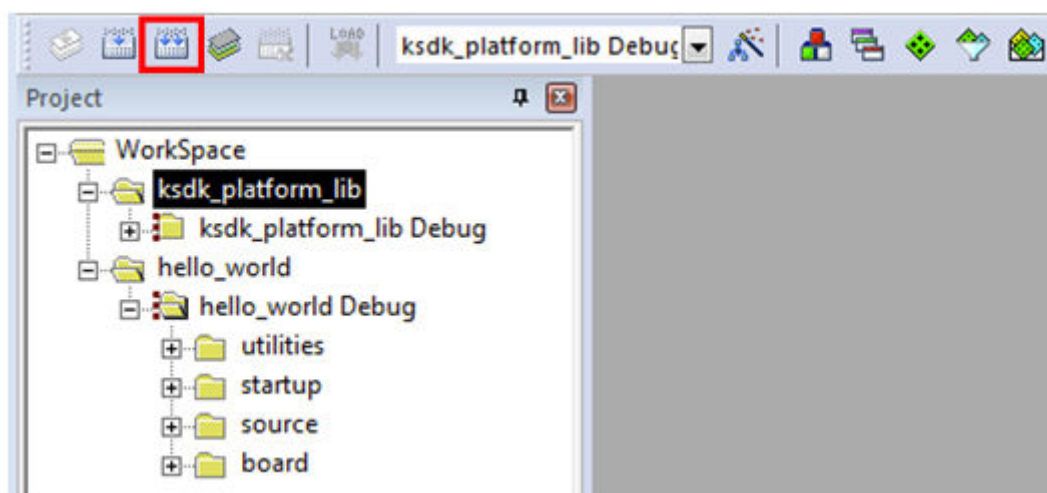 LOAD
ksdk_platform_lib Debug
Project
WorkSpace
ksdk_platform_lib
ksdk_platform_lib Debug
hello_world
hello_world Debug
utilities
startup
source
board